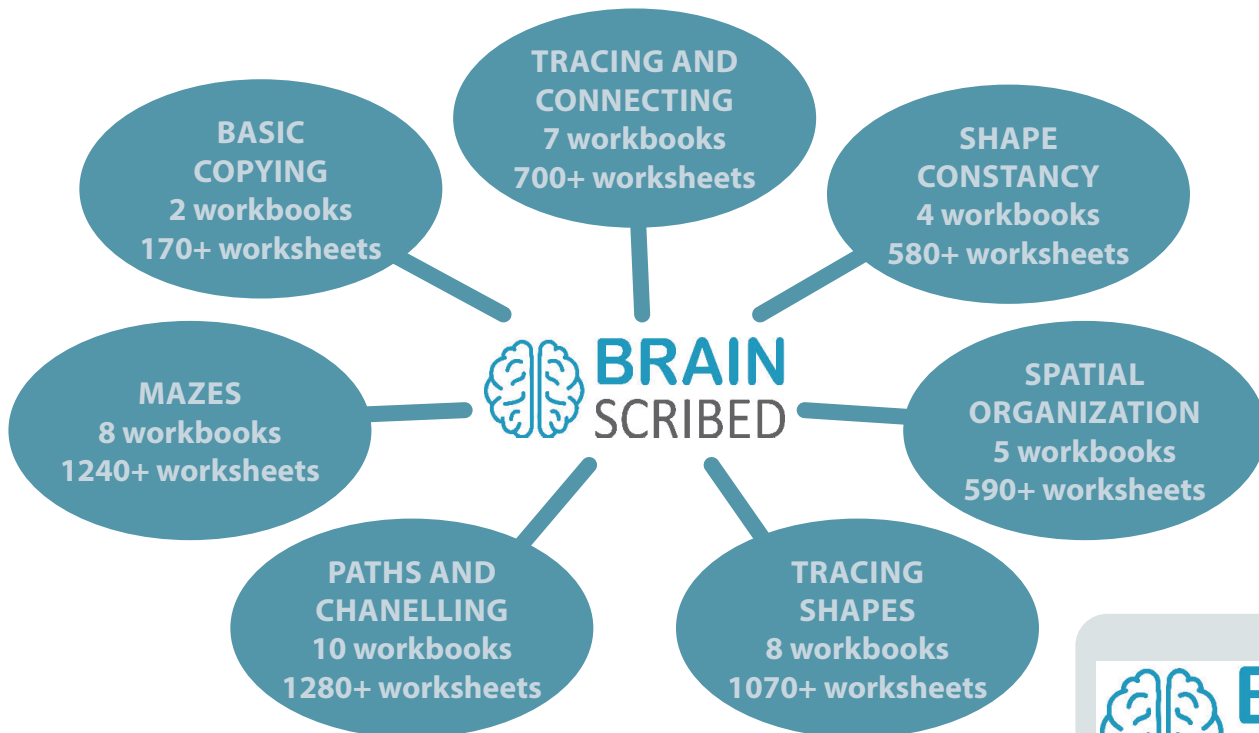 TRACING AND
CONNECTING
7 workbooks
700+ worksheets
BASIC
COPYING
2 workbooks
170+ worksheets
SHAPE
CONSTANCY
4 workbooks
580+ worksheets
BRAIN
SCRIBED
MAZES
8 workbooks
1240+ worksheets
SPATIAL
ORGANIZATION
5 workbooks
590+ worksheets
PATHS AND
CHANELLING
10 workbooks
1280+ worksheets
TRACING
SHAPES
8 workbooks
1070+ worksheets